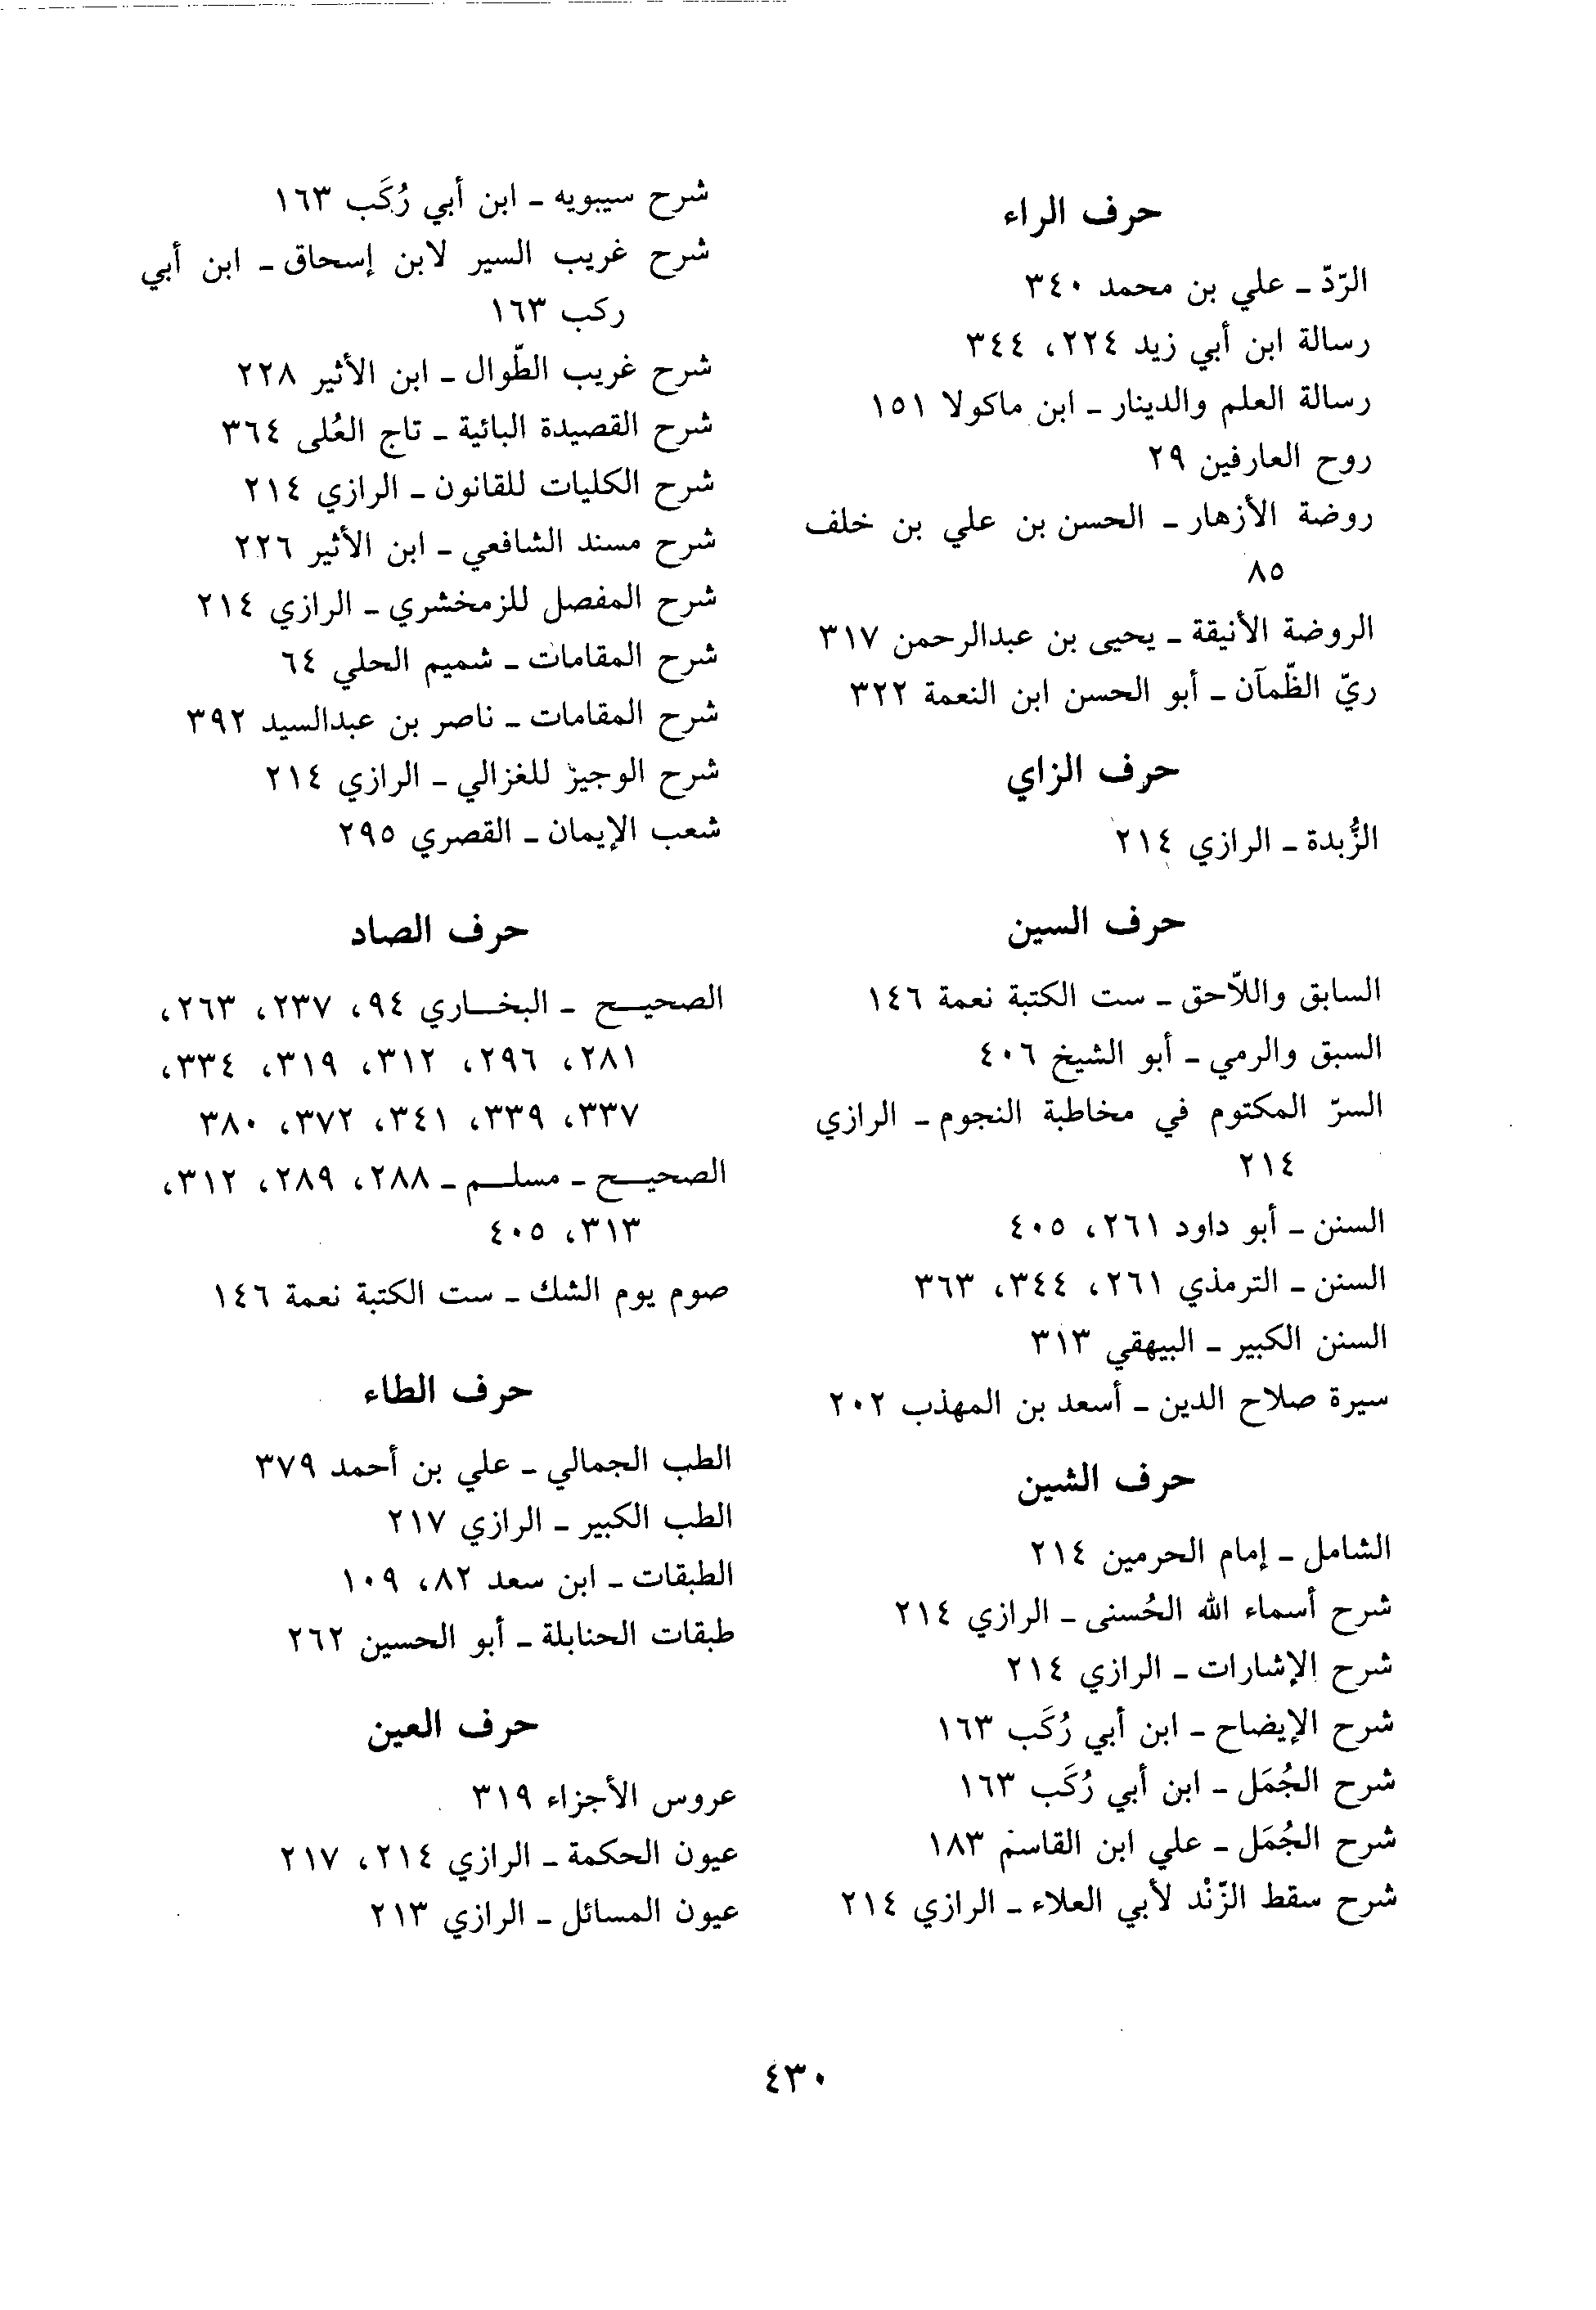 حرف الراء
الرّدّ - علي بن محمد ٣٤٠
رسالة ابن أبي زيد ٢٢٤، ٣٤٤
رسالة العلم والدينار - ابن ماكولا ١٥١
روح العارفين ٢٩
روضة الأزهار - الحسن بن علي بن خلف
٨٥
الروضة الأنيقة - يحيى بن عبدالرحمن ٣١٧
ريّ الظّمآن - أبو الحسن ابن النعمة ٣٢٢
حرف الزاي
الزُّبدة - الرازي ٢١٤
حرف السين
السابق واللاّحق - ست الكتبة نعمة ١٤٦
السبق والرمي - أبو الشيخ ٤٠٦
السرّ المكتوم في مخاطبة النجوم - الرازي
٢١٤
السنن - أبو داود ٢٦١، ٤٠٥
السنن - الترمذي ٢٦١، ٣٤٤، ٣٦٣
السنن الكبير - البيهقي ٣١٣
سيرة صلاح الدين - أسعد بن المهذب ٢٠٢
حرف الشين
الشامل - إمام الحرمين ٢١٤
شرح أسماء الله الحُسنى - الرازي ٢١٤
شرح الإشارات - الرازي ٢١٤
شرح الإيضاح - ابن أبي رُكَب ١٦٣
شرح الجُمَل - ابن أبي رُكَب ١٦٣
شرح الجُمَل - علي ابن القاسم ١٨٣
شرح سقط الزّنْد لأبي العلاء - الرازي ٢١٤
شرح سيبويه - ابن أبي رُكَب ١٦٣
شرح غريب السير لابن إسحاق - ابن أبي
ركب ١٦٣
شرح غريب الطّوال - ابن الأثير ٢٢٨
شرح القصيدة البائية - تاج العُلى ٣٦٤
شرح الكليات للقانون - الرازي ٢١٤
شرح مسند الشافعي - ابن الأثير ٢٢٦
شرح المفصل للزمخشري - الرازي ٢١٤
شرح المقامات - شميم الحلي ٦٤
شرح المقامات - ناصر بن عبدالسيد ٣٩٢
شرح الوجيز للغزالي - الرازي ٢١٤
شعب الإيمان - القصري ٢٩٥
حرف الصاد
الصحيح - البخاري ٩٤، ٢٣٧، ٢٦٣،
٢٨١، ٢٩٦، ٣١٢، ٣١٩، ٣٣٤،
٣٣٧، ٣٣٩، ٣٤١، ٣٧٢، ٣٨٠
الصحيح - مسلم - ٢٨٨، ٢٨٩، ٣١٢،
٣١٣، ٤٠٥
صوم يوم الشك - ست الكتبة نعمة ١٤٦
حرف الطاء
الطب الجمالي - علي بن أحمد ٣٧٩
الطب الكبير - الرازي ٢١٧
الطبقات - ابن سعد ٨٢، ١٠٩
طبقات الحنابلة - أبو الحسين ٢٦٢
حرف العين
عروس الأجزاء ٣١٩
عيون الحكمة - الرازي ٢١٤، ٢١٧
عيون المسائل - الرازي ٢١٣
٤٣٠